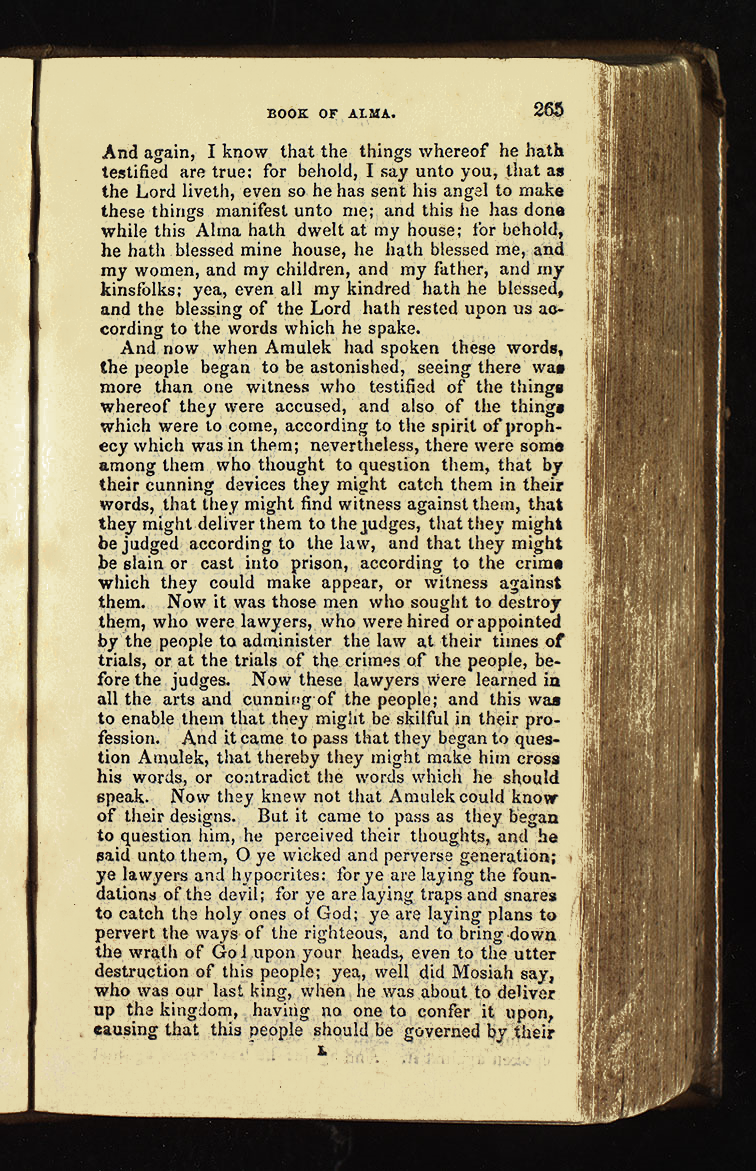 BOOK OF ALMA. 265
And again, I know that the things whereof he hath
testified are true: for behold, I say unto you, that as
the Lord liveth, even so he has sent his angel to make
these things manifest unto me; and this he has done
while this Alma hath dwelt at my house; for behold,
he hath blessed mine house, he hath blessed me, and
my women, and my children, and my father, and my
kinsfolks; yea, even all my kindred hath he blessed,
and the blessing of the Lord hath rested upon us ac-
cording to the words which he spake.
And now when Amulek had spoken these words,
the people began to be astonished, seeing there was
more than one witness who testified of the things
whereof they were accused, and also of the things
which were to come, according to the spirit of proph-
ecy which was in them; nevertheless, there were some
among them who thought to question them, that by
their cunning devices they might catch them in their
words, that they might find witness against them, that
they might deliver them to the judges, that they might
be judged according to the law, and that they might
be slain or cast into prison, according to the crime
which they could make appear, or witness against
them. Now it was those men who sought to destroy
them, who were lawyers, who were hired or appointed
by the people to administer the law at their times of
trials, or at the trials of the crimes of the people, be-
fore the judges. Now these lawyers were learned in
all the arts and cunning of the people; and this was
to enable them that they might be skilful in their pro-
fession. And it came to pass that they began to ques-
tion Amulek, that thereby they might make him cross
his words, or contradict the words which he should
speak. Now they knew not that Amulek could know
of their designs. But it came to pass as they began
to question him, he perceived their thoughts, and he
said unto them, O ye wicked and perverse generation;
ye lawyers and hypocrites: for ye are laying the foun-
dations of the devil; for ye are laying traps and snares
to catch the holy ones of God; ye are laying plans to
pervert the ways of the righteous, and to bring down
the wrath of Gol upon your heads, even to the utter
destruction of this people; yea, well did Mosiah say,
who was our last king, when he was about to deliver
up the kingdom, having no one to confer it upon,
causing that this people should be governed by their
L